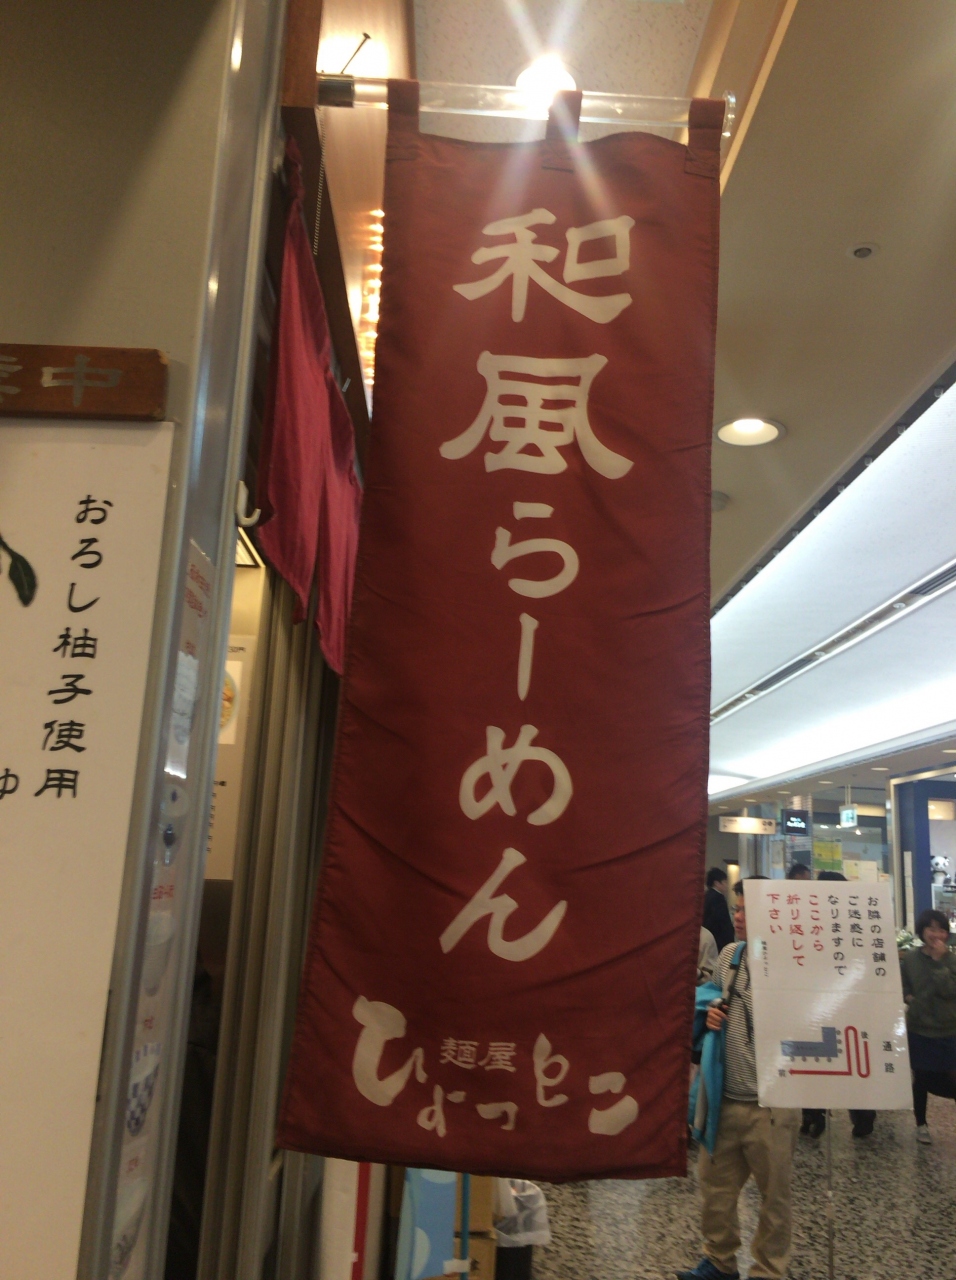 和風らーめん
麺屋
ひょっとこ
中
おろし柚子使用
ゆ
お隣の店舗の
ご迷惑に
なりますので
ここから
折り返して
下さい
通路